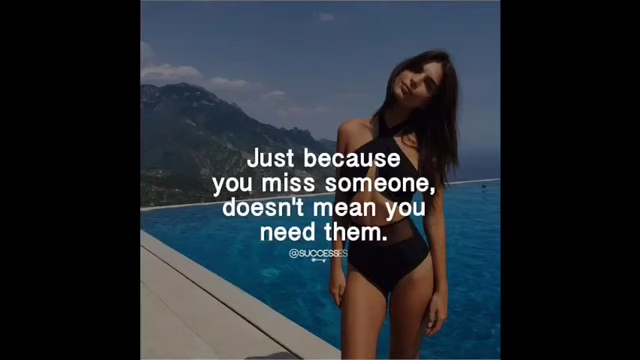 Just because
you miss someone,
doesn't mean you
need them.
@SUCCESSES